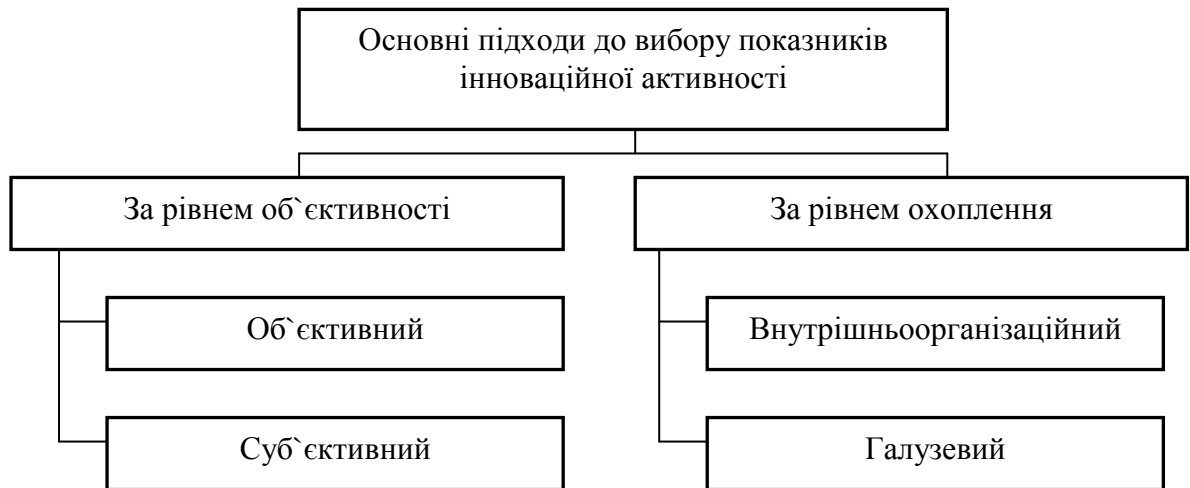 Основні підходи до вибору показників
інноваційної активності
За рівнем об`єктивності
Об`єктивний
Суб`єктивний
За рівнем охоплення
Внутрішньоорганізаційний
Галузевий